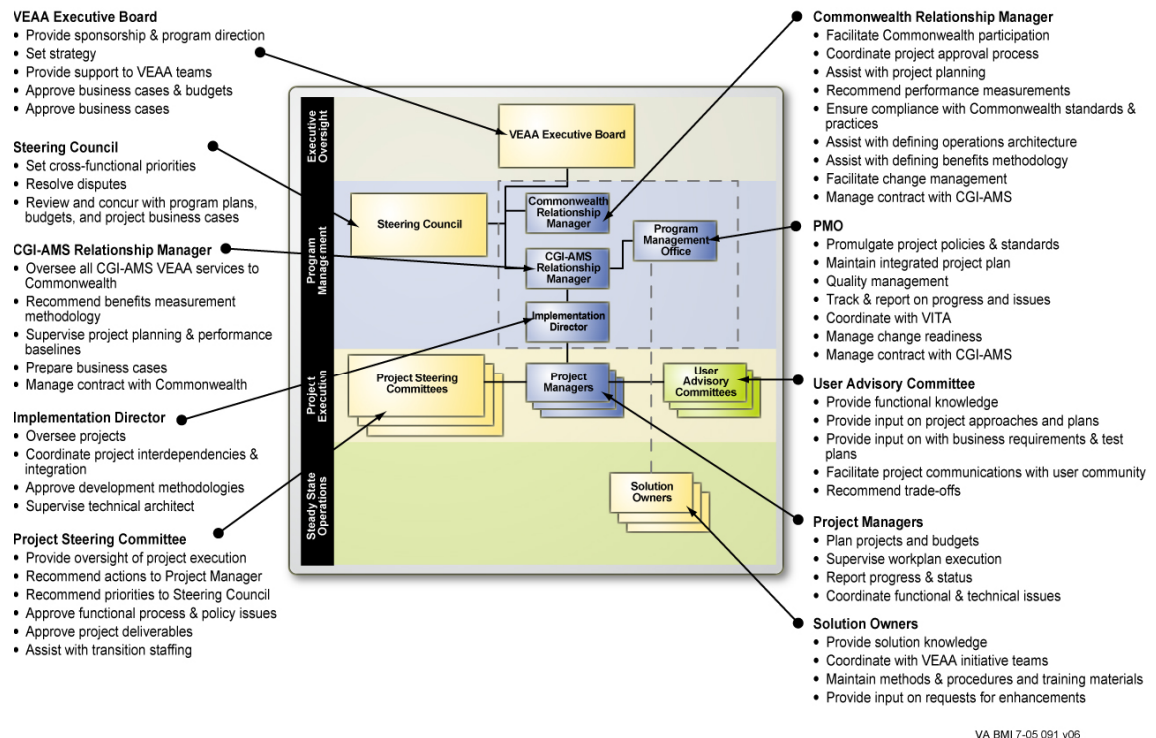 VEAA Executive Board
• Provide sponsorship & program direction
• Set strategy
• Provide support to VEAA teams
• Approve business cases & budgets
• Approve business cases
Steering Council
• Set cross-functional priorities
• Resolve disputes
• Review and concur with program plans,
budgets, and project business cases
CGI-AMS Relationship Manager
• Oversee all CGI-AMS VEAA services to
Commonwealth
• Recommend benefits measurement
methodology
• Supervise project planning & performance
baselines
• Prepare business cases
• Manage contract with Commonwealth
Implementation Director
• Oversee projects
• Coordinate project interdependencies &
integration
• Approve development methodologies
• Supervise technical architect
Project Steering Committee
• Provide oversight of project execution
• Recommend actions to Project Manager
• Recommend priorities to Steering Council
• Approve functional process & policy issues
• Approve project deliverables
• Assist with transition staffing
Executive
Oversight
VEAA Executive Board
Program
Management
Steering Council
Commonwealth
Relationship
Manager
Program
Management
Office
CGI-AMS
Relationship
Manager
Implementation
Director
Project
Execution
Project Steering
Committees
Project
Managers
User
Advisory
Committees
Steady State
Operations
Solution
Owners
Commonwealth Relationship Manager
• Facilitate Commonwealth participation
• Coordinate project approval process
• Assist with project planning
• Recommend performance measurements
• Ensure compliance with Commonwealth standards &
practices
• Assist with defining operations architecture
• Assist with defining benefits methodology
• Facilitate change management
• Manage contract with CGI-AMS
PMO
• Promulgate project policies & standards
• Maintain integrated project plan
• Quality management
• Track & report on progress and issues
• Coordinate with VITA
• Manage change readiness
• Manage contract with CGI-AMS
User Advisory Committee
• Provide functional knowledge
• Provide input on project approaches and plans
• Provide input on with business requirements & test
plans
• Facilitate project communications with user community
• Recommend trade-offs
Project Managers
• Plan projects and budgets
• Supervise workplan execution
• Report progress & status
• Coordinate functional & technical issues
Solution Owners
• Provide solution knowledge
• Coordinate with VEAA initiative teams
• Maintain methods & procedures and training materials
• Provide input on requests for enhancements
VA BMI 7-05 091 v06